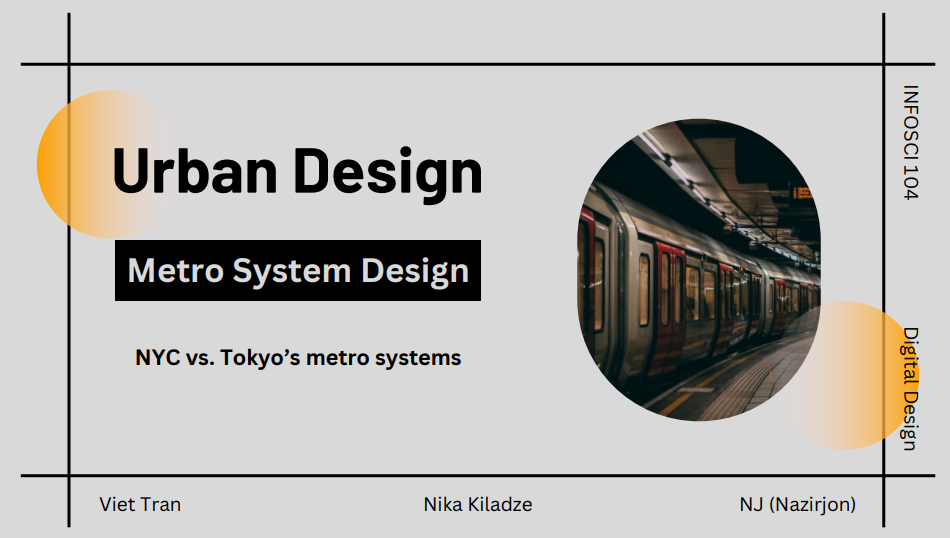 Urban Design
Metro System Design
NYC vs. Tokyo’s metro systems
INFOSCI 104
Digital Design
Viet Tran
Nika Kiladze
NJ (Nazirjon)